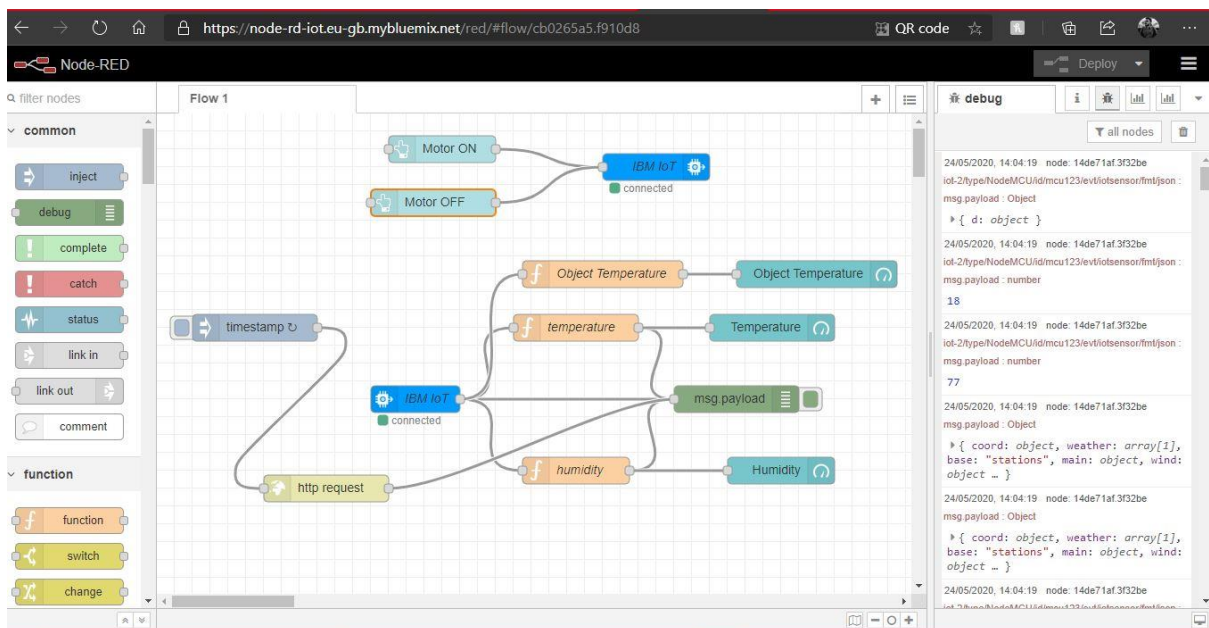 https://node-rd-iot.eu-gb.mybluemix.net/red/#flow/cb0265a5.f910d8
QR code
Node-RED
Deploy
filter nodes
Flow 1
debug
i
common
all nodes
inject
debug
complete
catch
status
link in
link out
comment
function
function
switch
change
Motor ON
Motor OFF
IBM IoT
connected
Object Temperature
Object Temperature
timestamp ↻
temperature
Temperature
IBM IoT
connected
msg.payload
http request
humidity
Humidity
24/05/2020, 14:04:19 node: 14de71af.3f32be
iot-2/type/NodeMCU/id/mcu123/evt/iotsensor/fmt/json :
msg.payload : Object
{ d: object }
24/05/2020, 14:04:19 node: 14de71af.3f32be
iot-2/type/NodeMCU/id/mcu123/evt/iotsensor/fmt/json :
msg.payload : number
18
24/05/2020, 14:04:19 node: 14de71af.3f32be
iot-2/type/NodeMCU/id/mcu123/evt/iotsensor/fmt/json :
msg.payload : number
77
24/05/2020, 14:04:19 node: 14de71af.3f32be
msg.payload : Object
{ coord: object, weather: array[1],
base: "stations", main: object, wind:
object … }
24/05/2020, 14:04:19 node: 14de71af.3f32be
msg.payload : Object
{ coord: object, weather: array[1],
base: "stations", main: object, wind:
object … }
24/05/2020, 14:04:19 node: 14de71af.3f32be